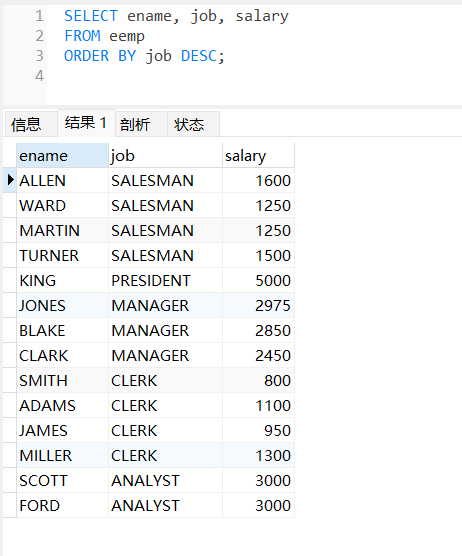 1 SELECT ename, job, salary
2 FROM eemp
3 ORDER BY job DESC;
4
信息 结果 1 剖析 状态
ename job salary
ALLEN SALESMAN 1600
WARD SALESMAN 1250
MARTIN SALESMAN 1250
TURNER SALESMAN 1500
KING PRESIDENT 5000
JONES MANAGER 2975
BLAKE MANAGER 2850
CLARK MANAGER 2450
SMITH CLERK 800
ADAMS CLERK 1100
JAMES CLERK 950
MILLER CLERK 1300
SCOTT ANALYST 3000
FORD ANALYST 3000